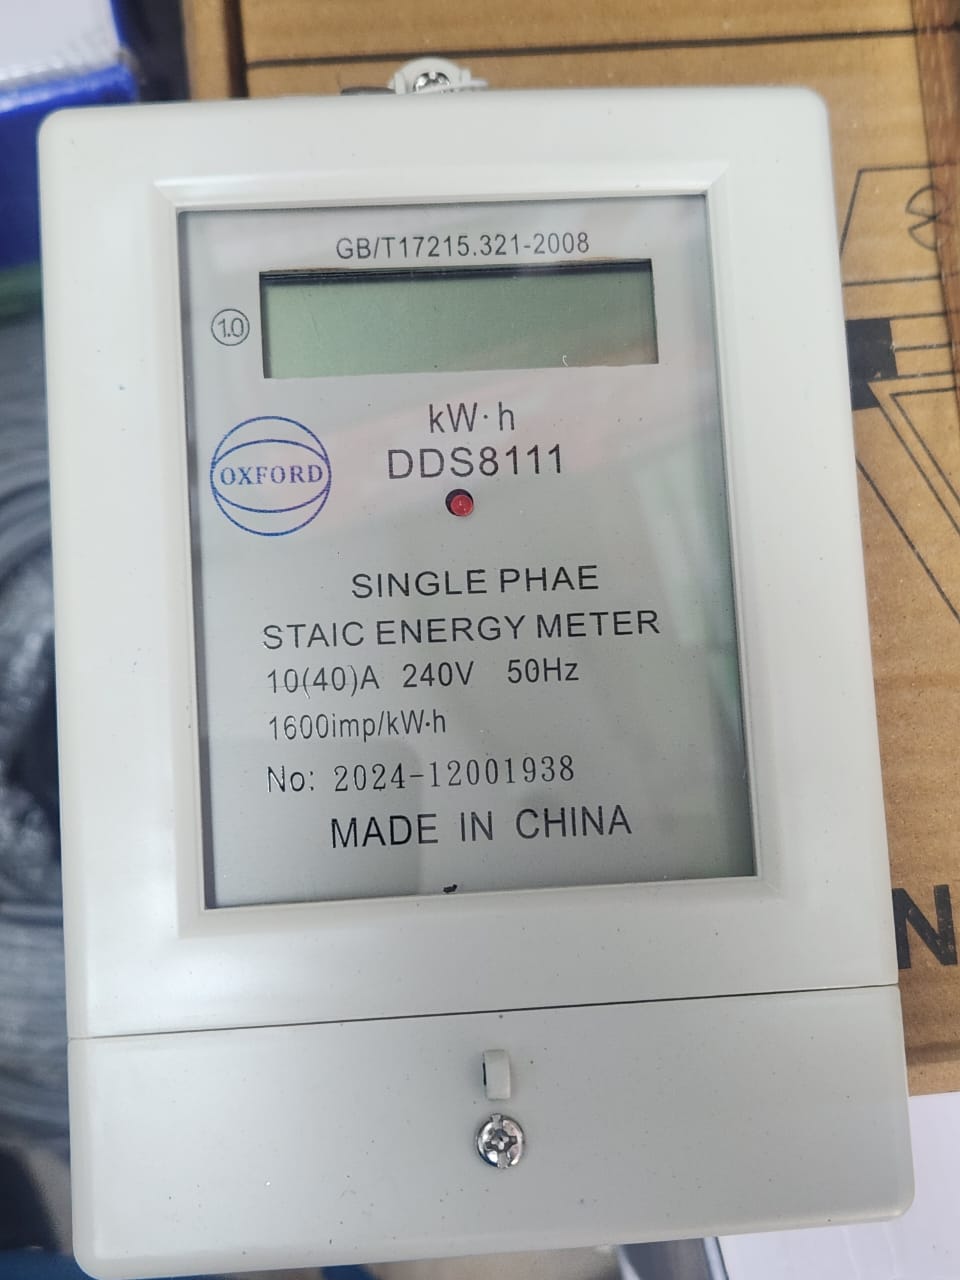 GB/T17215.321-2008
1.0
kW·h
OXFORD
DDS8111
SINGLE PHAE
STAIC ENERGY METER
10(40)A 240V 50Hz
1600imp/kW·h
No: 2024-12001938
MADE IN CHINA
N